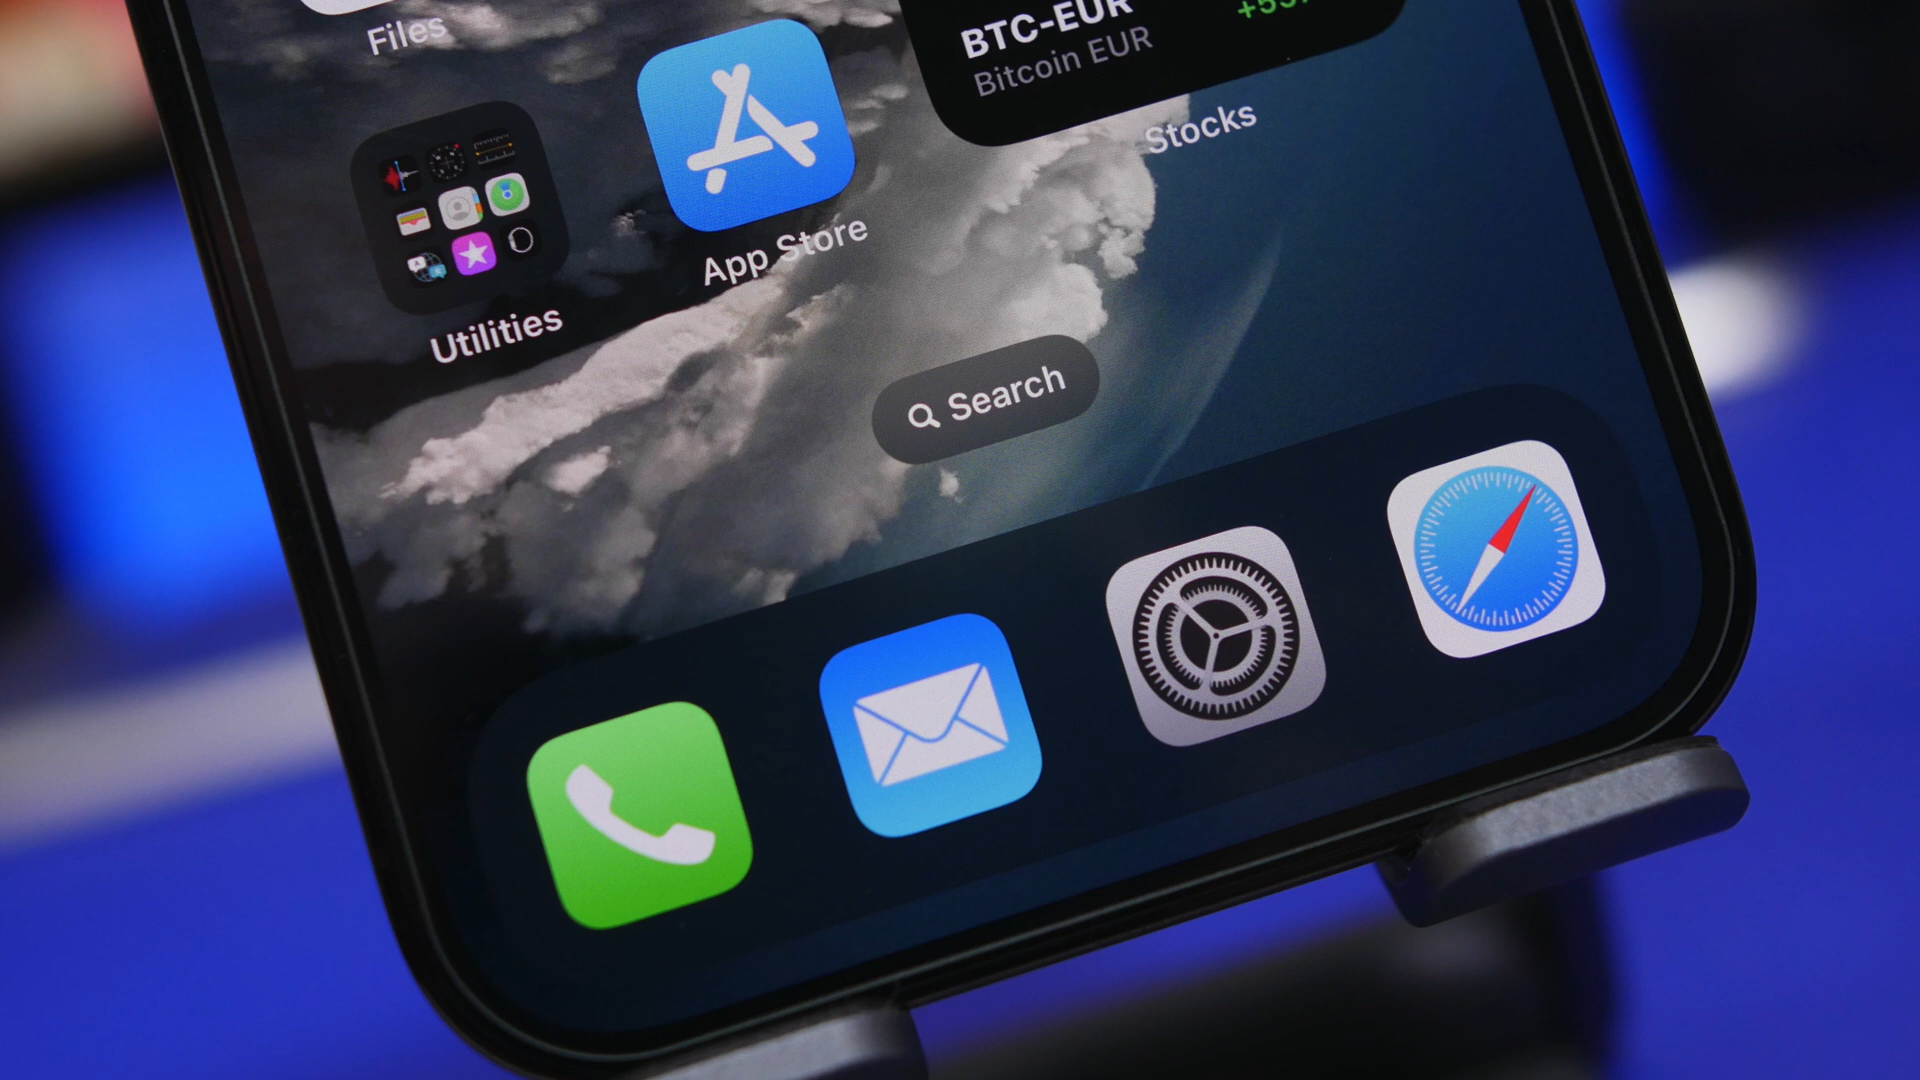 Files
BTC-EUR
Bitcoin EUR
Stocks
App Store
Utilities
Search